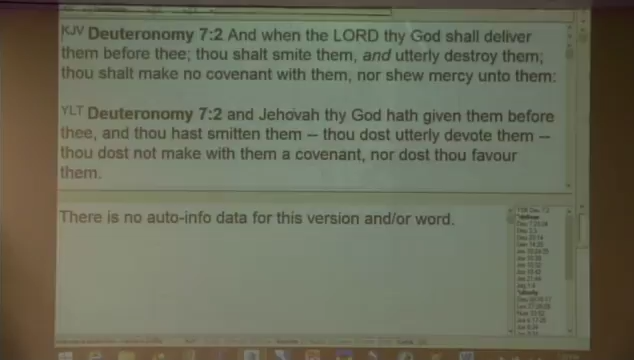 KJV Deuteronomy 7:2 And when the LORD thy God shall deliver
them before thee; thou shalt smite them, and utterly destroy them;
thou shalt make no covenant with them, nor shew mercy unto them:
YLT Deuteronomy 7:2 and Jehovah thy God hath given them before
thee, and thou hast smitten them -- thou dost utterly devote them --
thou dost not make with them a covenant, nor dost thou favour
them.
There is no auto-info data for this version and/or word.